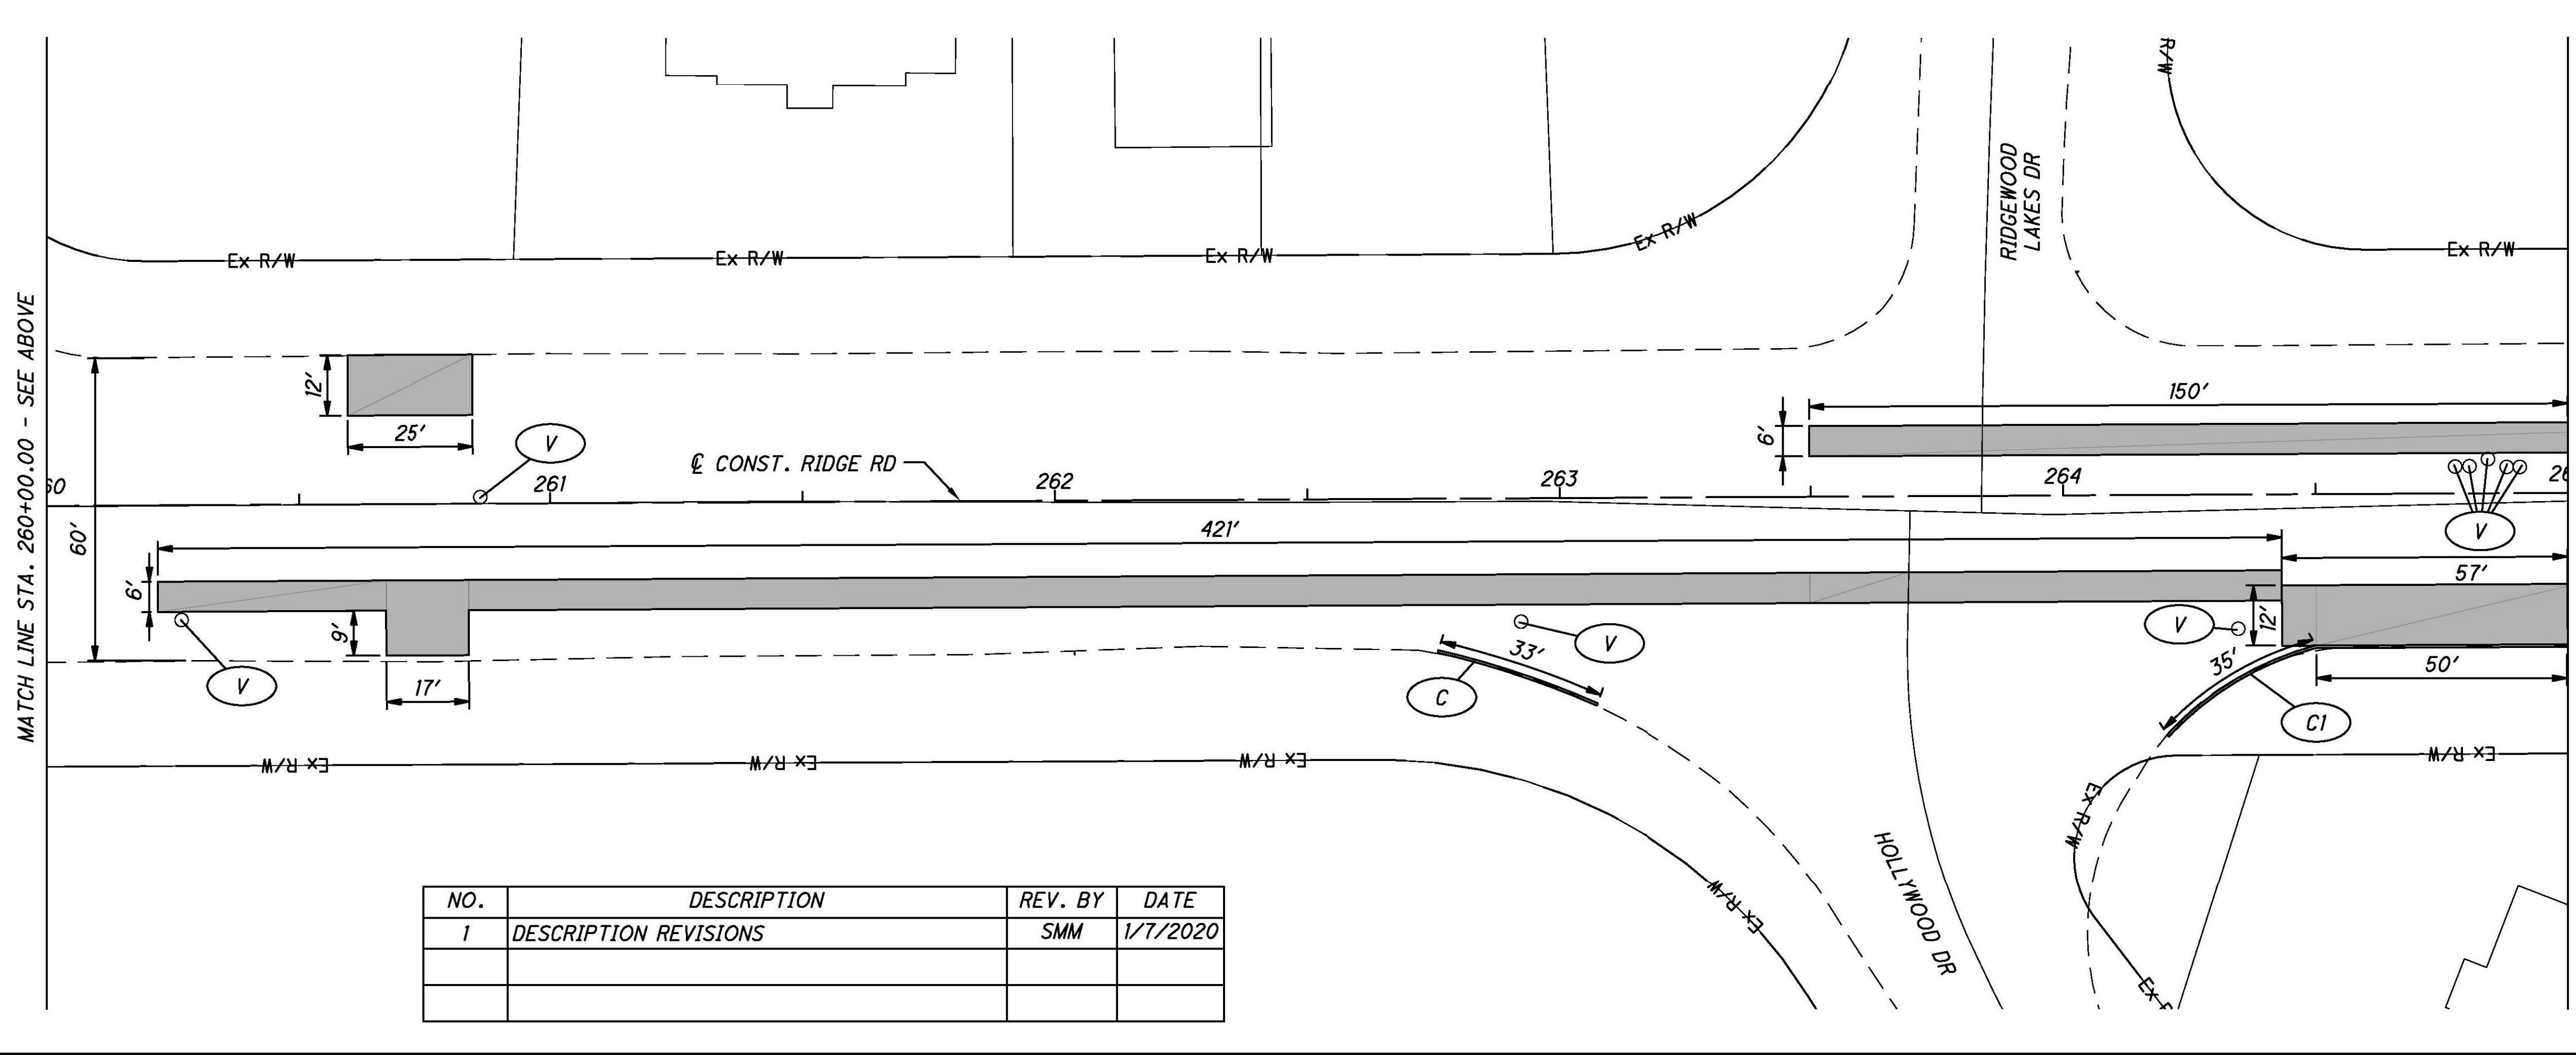 MATCH LINE STA. 260+00.00 - SEE ABOVE
R/W
RIDGEWOOD
LAKES DR
Ex R/W
Ex R/W
Ex R/W
Ex R/W
Ex R/W
12'
25'
V
150'
6'
℄ CONST. RIDGE RD
60
261
262
263
264
26
V
60'
421'
57'
6'
9'
17'
V
33'
C
V
V
12'
35'
50'
C1
Ex R/W
Ex R/W
Ex R/W
Ex R/W
Ex R/W
Ex R/W
Ex R
HOLLYWOOD DR
NO. DESCRIPTION REV. BY DATE
1 DESCRIPTION REVISIONS SMM 1/7/2020